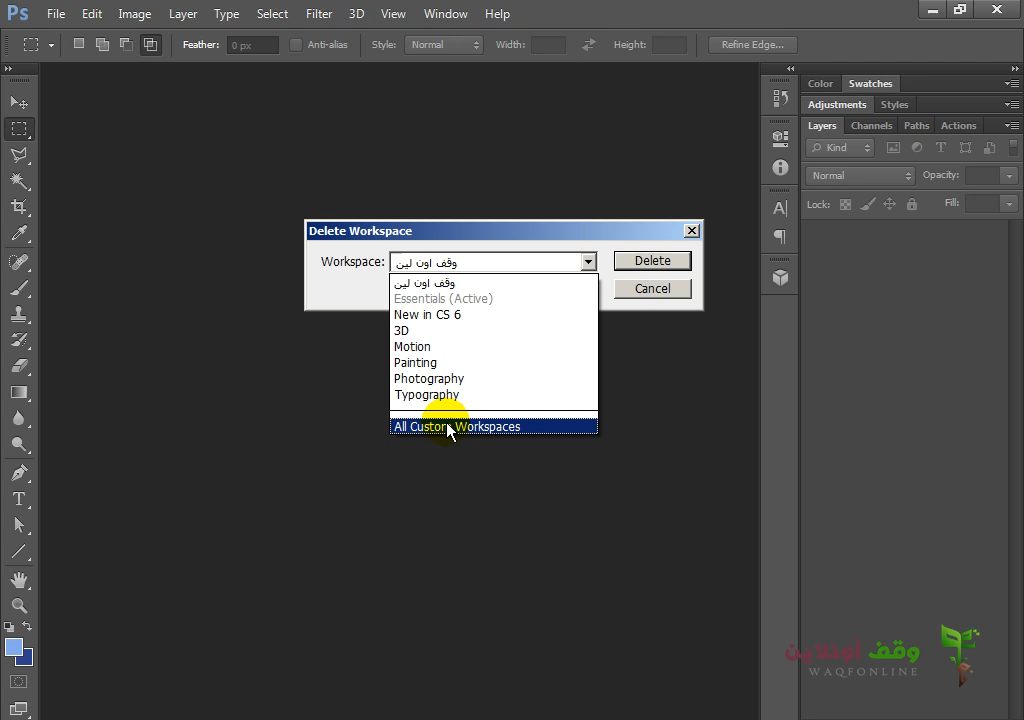 Ps File Edit Image Layer Type Select Filter 3D View Window Help
Feather: 0 px Anti-alias Style: Normal Width: Height: Refine Edge...
Color Swatches
Adjustments Styles
Layers Channels Paths Actions
Kind
Normal Opacity:
Lock: Fill:
Delete Workspace
Workspace: وقف اون لين Delete
Cancel
وقف اون لين
Essentials (Active)
New in CS 6
3D
Motion
Painting
Photography
Typography
All Custom Workspaces
وقف أونلاين
WAQFONLINE